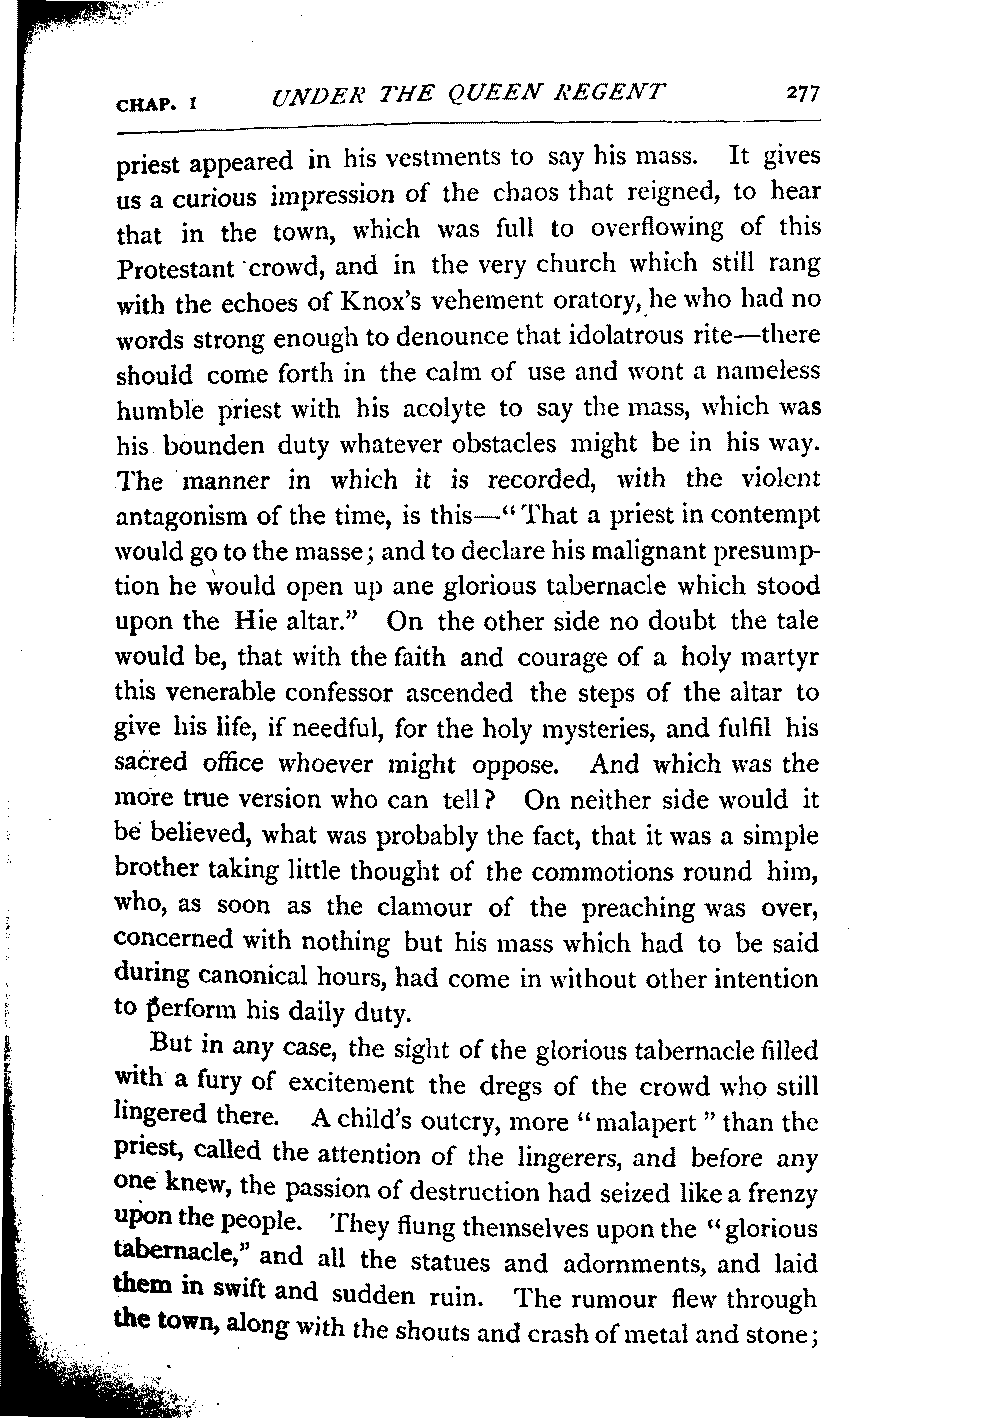 CHAP. I UNDER THE QUEEN REGENT 277
priest appeared in his vestments to say his mass. It gives
us a curious impression of the chaos that reigned, to hear
that in the town, which was full to overflowing of this
Protestant crowd, and in the very church which still rang
with the echoes of Knox's vehement oratory, he who had no
words strong enough to denounce that idolatrous rite—there
should come forth in the calm of use and wont a nameless
humble priest with his acolyte to say the mass, which was
his bounden duty whatever obstacles might be in his way.
The manner in which it is recorded, with the violent
antagonism of the time, is this—“That a priest in contempt
would go to the masse; and to declare his malignant presump-
tion he would open up ane glorious tabernacle which stood
upon the Hie altar.” On the other side no doubt the tale
would be, that with the faith and courage of a holy martyr
this venerable confessor ascended the steps of the altar to
give his life, if needful, for the holy mysteries, and fulfil his
sacred office whoever might oppose. And which was the
more true version who can tell? On neither side would it
be believed, what was probably the fact, that it was a simple
brother taking little thought of the commotions round him,
who, as soon as the clamour of the preaching was over,
concerned with nothing but his mass which had to be said
during canonical hours, had come in without other intention
to perform his daily duty.
But in any case, the sight of the glorious tabernacle filled
with a fury of excitement the dregs of the crowd who still
lingered there. A child's outcry, more “malapert” than the
priest, called the attention of the lingerers, and before any
one knew, the passion of destruction had seized like a frenzy
upon the people. They flung themselves upon the “glorious
tabernacle,” and all the statues and adornments, and laid
them in swift and sudden ruin. The rumour flew through
the town, along with the shouts and crash of metal and stone;